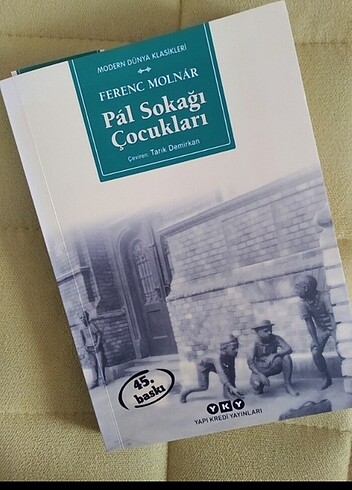 MODERN DÜNYA KLASİKLERİ
FERENC MOLNÁR
Pál Sokağı
Çocukları
Çeviren: Tarık Demirkan
45.
baskı
YKY
YAPI KREDİ YAYINLARI